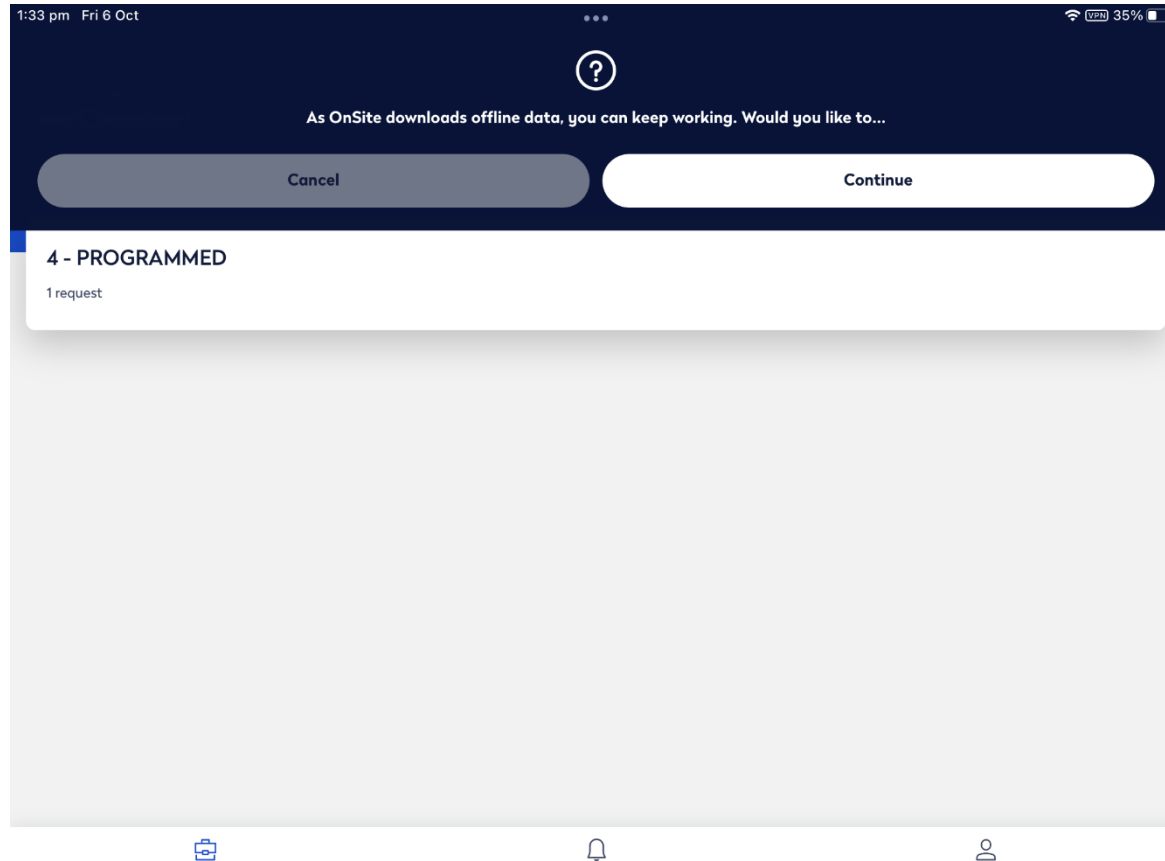 1:33 pm Fri 6 Oct
VPN 35%
?
As OnSite downloads offline data, you can keep working. Would you like to...
Cancel
Continue
4 - PROGRAMMED
1 request